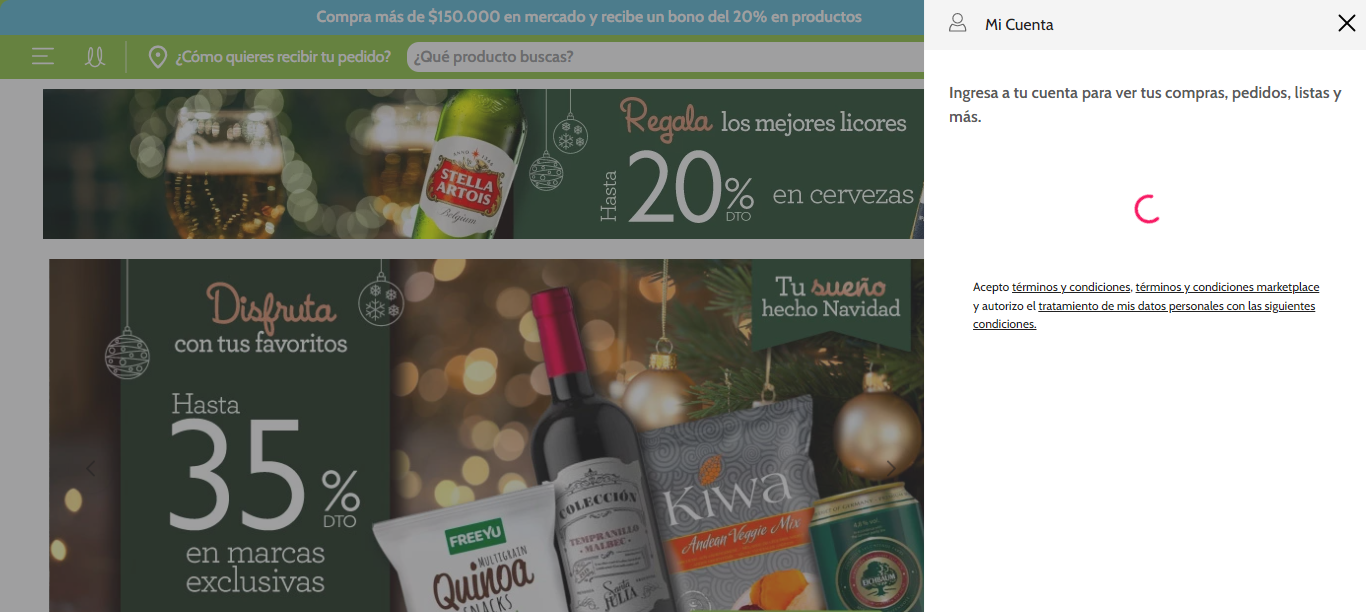 Compra más de $150.000 en mercado y recibe un bono del 20% en productos
¿Cómo quieres recibir tu pedido?
¿Qué producto buscas?
Mi Cuenta
Ingresa a tu cuenta para ver tus compras, pedidos, listas y
más.
Acepto términos y condiciones, términos y condiciones marketplace
y autorizo el tratamiento de mis datos personales con las siguientes
condiciones.
Regala los mejores licores
Hasta
20%
DTO
en cervezas
ANNO 1366
STELLA
ARTOIS
Belgium
Disfruta
con tus favoritos
Hasta
35%
DTO
en marcas
exclusivas
Tu sueño
hecho Navidad
FREEYU
MULTIGRAIN
Quinoa
SNACKS
COLECCIÓN
TEMPRANILLO
MALBEC
Santa
JULIA
KIWA
Andean Veggie Mix
EICHBAUM